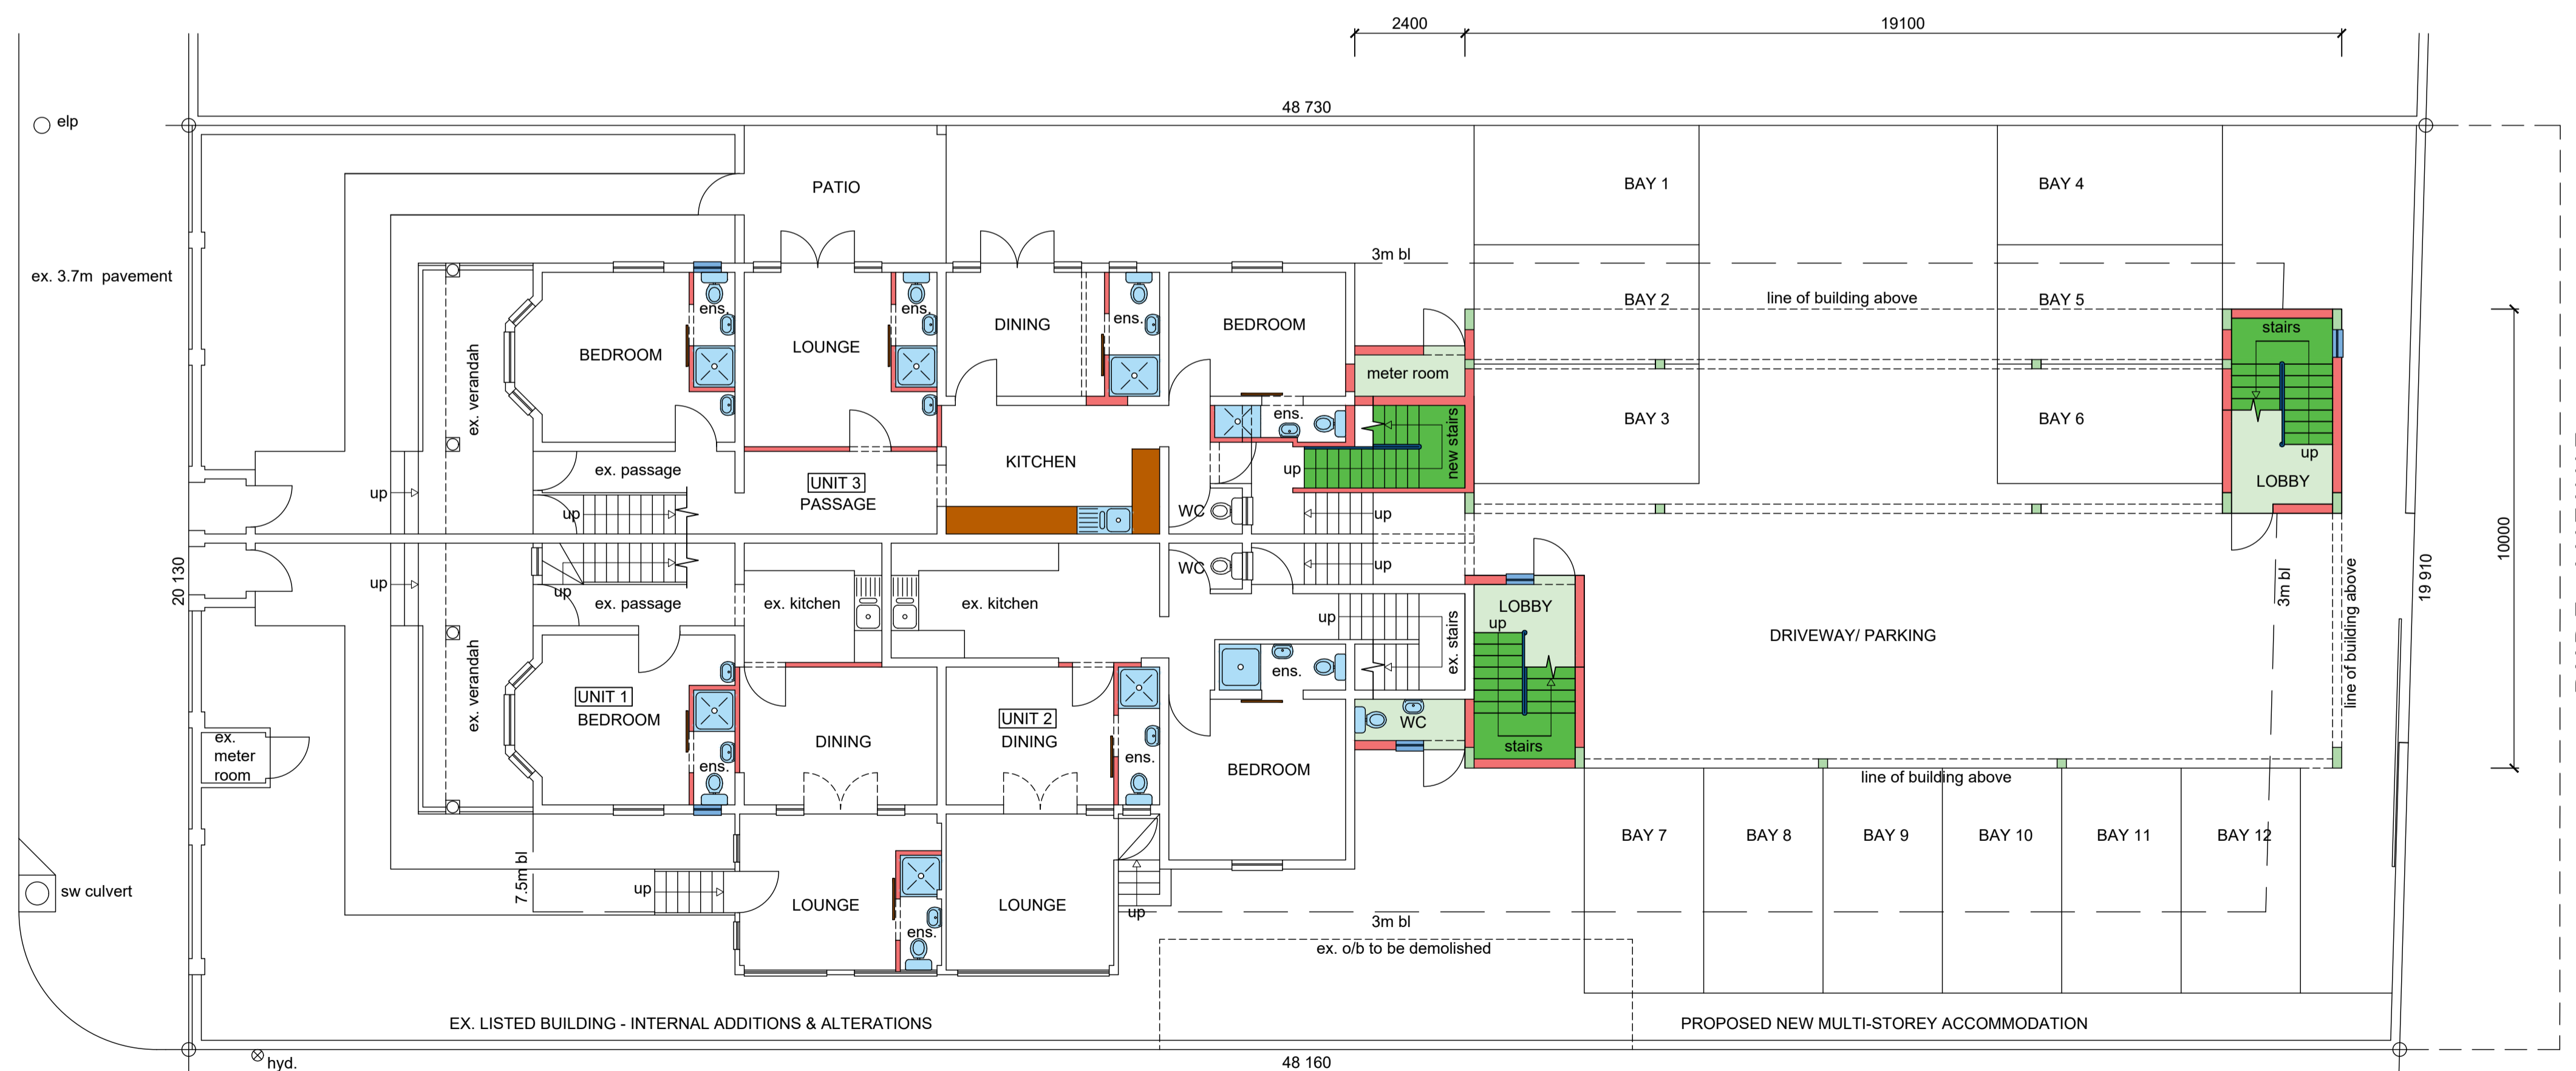 2400
19100
48 730
elp
PATIO
BAY 1
BAY 4
3m bl
ex. 3.7m pavement
BAY 2
line of building above
BAY 5
ens.
ens.
ens.
DINING
BEDROOM
stairs
LOUNGE
BEDROOM
ex. verandah
meter room
ens.
BAY 3
BAY 6
new stairs
up
KITCHEN
ex. passage
up
LOBBY
UNIT 3
PASSAGE
up
up
WC
up
10000
20 130
up
up
WC
up
ex. passage
ex. kitchen
ex. kitchen
LOBBY
up
up
ex. stairs
3m bl
line of building above
19 910
DRIVEWAY/ PARKING
ex. verandah
ens.
UNIT 1
BEDROOM
UNIT 2
DINING
DINING
WC
stairs
ex.
meter
room
ens.
ens.
BEDROOM
line of building above
BAY 7
BAY 8
BAY 9
BAY 10
BAY 11
BAY 12
7.5m bl
up
sw culvert
LOUNGE
LOUNGE
up
3m bl
ens.
ex. o/b to be demolished
EX. LISTED BUILDING - INTERNAL ADDITIONS & ALTERATIONS
PROPOSED NEW MULTI-STOREY ACCOMMODATION
hyd.
48 160